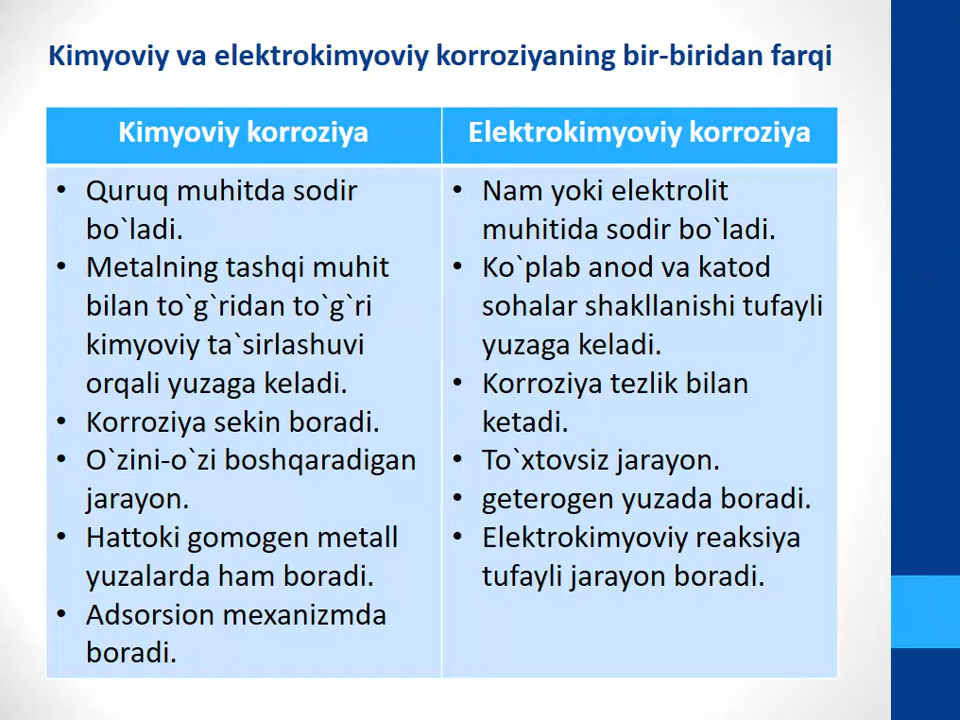 Kimyoviy va elektrokimyoviy korroziyaning bir-biridan farqi
Kimyoviy korroziya
Elektrokimyoviy korroziya
• Quruq muhitda sodir
bo`ladi.
• Metalning tashqi muhit
bilan to`g`ridan to`g`ri
kimyoviy ta`sirlashuvi
orqali yuzaga keladi.
• Korroziya sekin boradi.
• O`zini-o`zi boshqaradigan
jarayon.
• Hattoki gomogen metall
yuzalarda ham boradi.
• Adsorsion mexanizmda
boradi.
• Nam yoki elektrolit
muhitida sodir bo`ladi.
• Ko`plab anod va katod
sohalar shakllanishi tufayli
yuzaga keladi.
• Korroziya tezlik bilan
ketadi.
• To`xtovsiz jarayon.
• geterogen yuzada boradi.
• Elektrokimyoviy reaksiya
tufayli jarayon boradi.